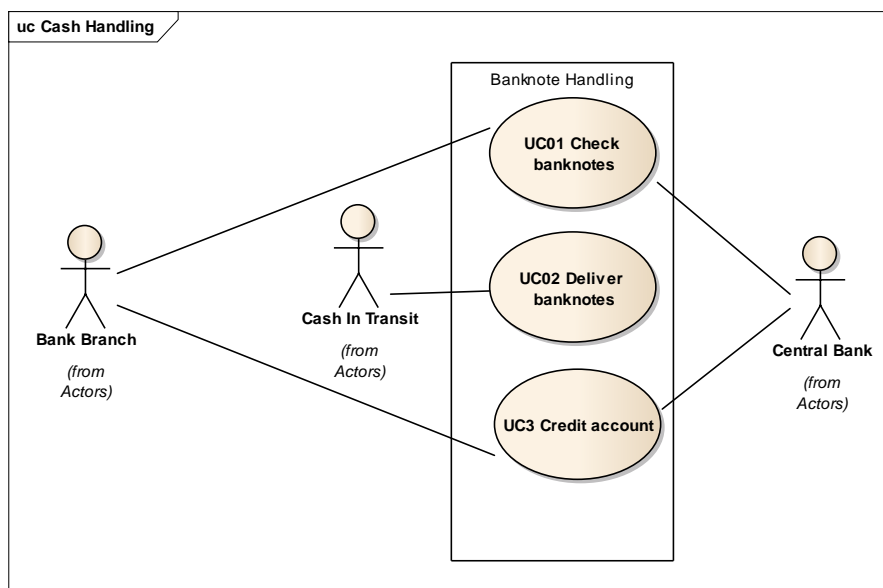 uc Cash Handling
Banknote Handling
UC01 Check
banknotes
UC02 Deliver
banknotes
UC3 Credit account
Bank Branch
(from
Actors)
Cash In Transit
(from
Actors)
Central Bank
(from
Actors)